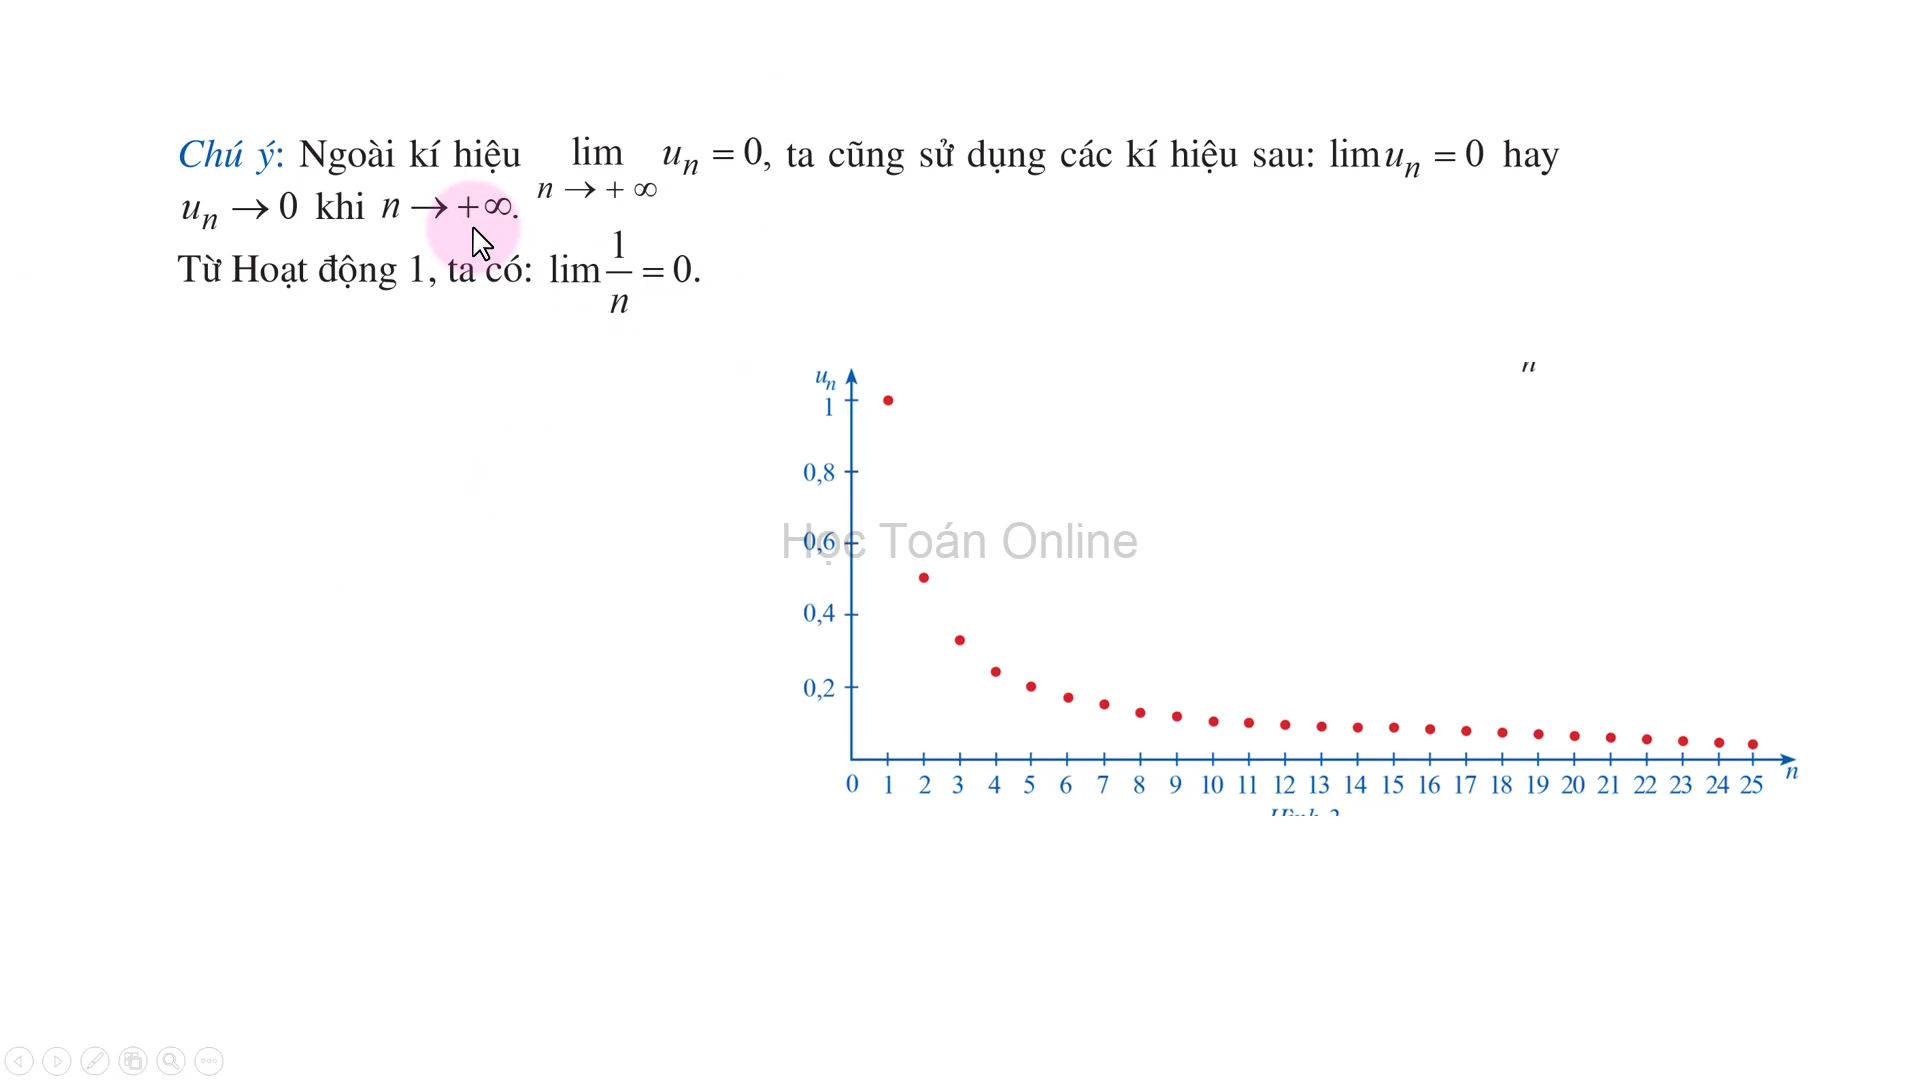 Chú ý: Ngoài kí hiệu lim u_n = 0, ta cũng sử dụng các kí hiệu sau: lim u_n = 0 hay
n → + ∞
u_n → 0 khi n → +∞.
Từ Hoạt động 1, ta có: lim 1/n = 0.
n
u_n
1
0,8
0,6
Học Toán Online
0,4
0,2
0 1 2 3 4 5 6 7 8 9 10 11 12 13 14 15 16 17 18 19 20 21 22 23 24 25 n